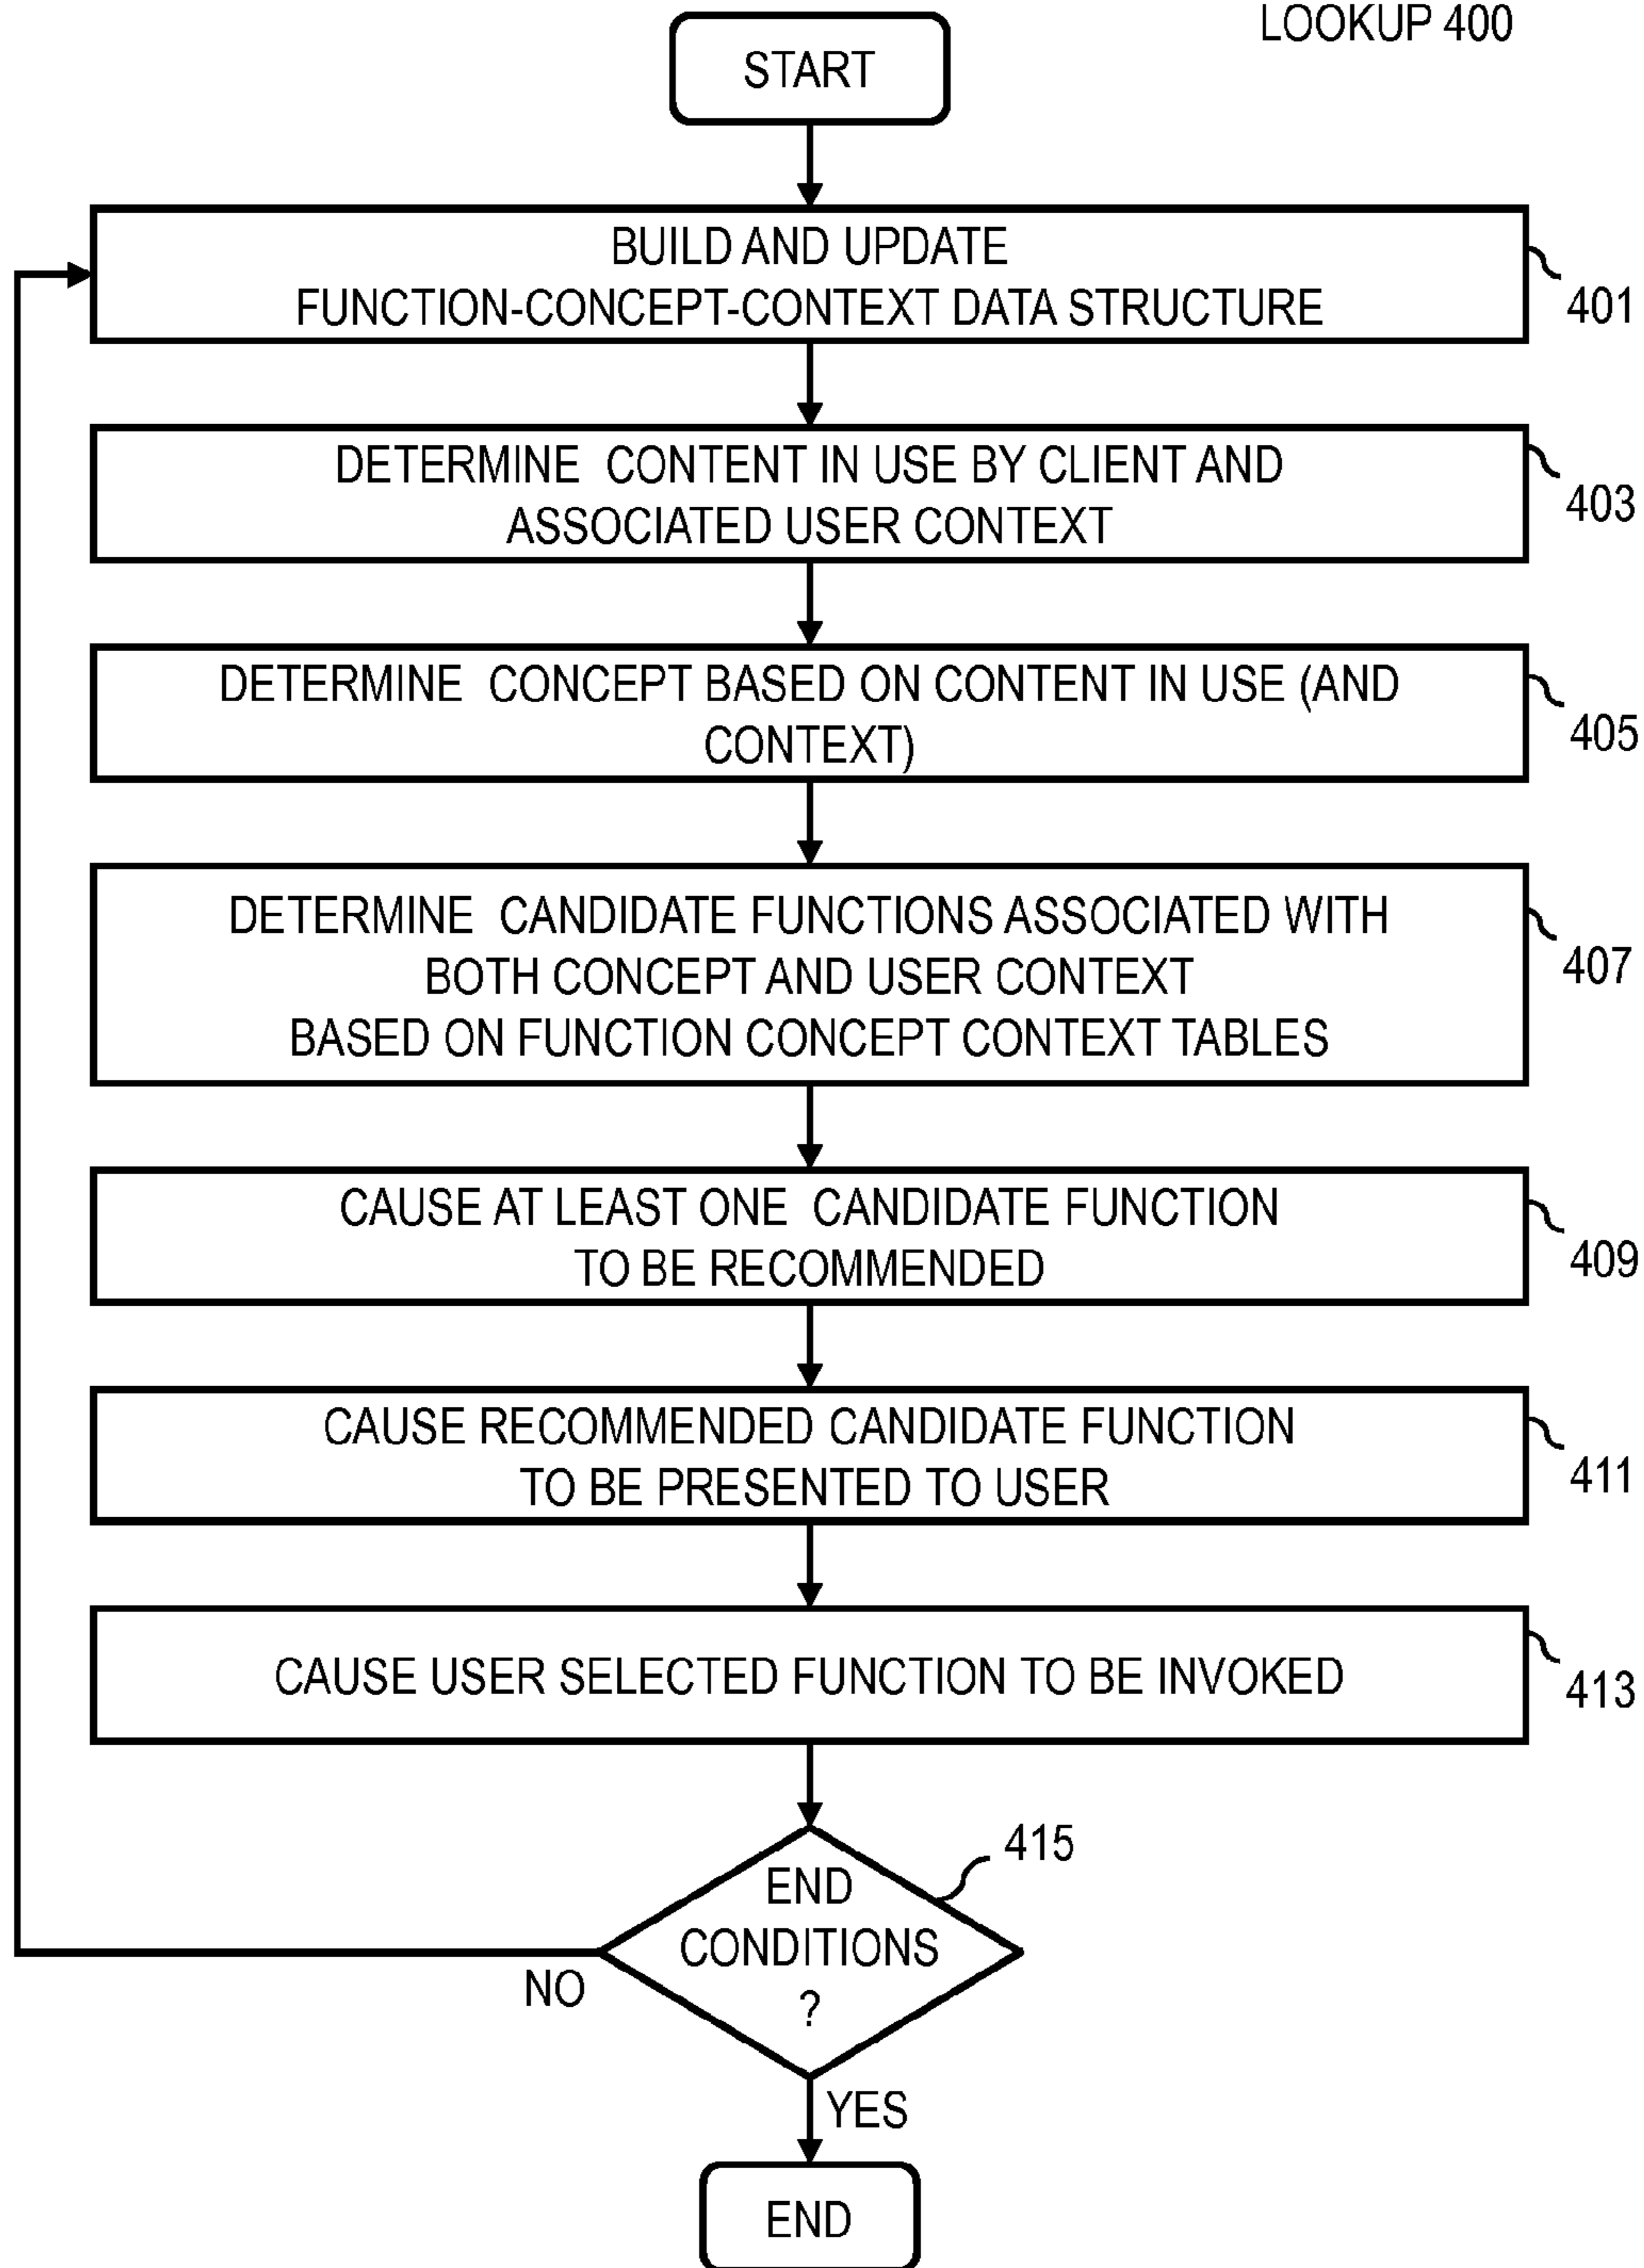 LOOKUP 400
START
BUILD AND UPDATE
FUNCTION-CONCEPT-CONTEXT DATA STRUCTURE
401
DETERMINE CONTENT IN USE BY CLIENT AND
ASSOCIATED USER CONTEXT
403
DETERMINE CONCEPT BASED ON CONTENT IN USE (AND
CONTEXT)
405
DETERMINE CANDIDATE FUNCTIONS ASSOCIATED WITH
BOTH CONCEPT AND USER CONTEXT
BASED ON FUNCTION CONCEPT CONTEXT TABLES
407
CAUSE AT LEAST ONE CANDIDATE FUNCTION
TO BE RECOMMENDED
409
CAUSE RECOMMENDED CANDIDATE FUNCTION
TO BE PRESENTED TO USER
411
CAUSE USER SELECTED FUNCTION TO BE INVOKED
413
415
END
CONDITIONS
?
NO
YES
END